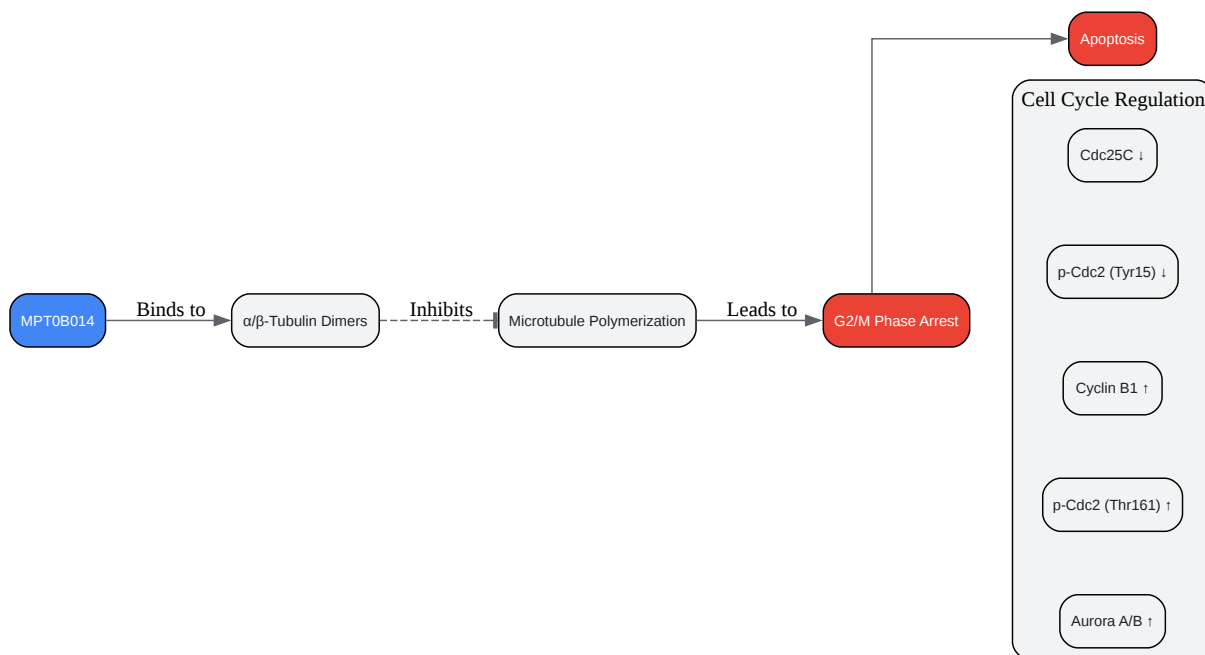 Apoptosis
Cell Cycle Regulation
Cdc25C ↓
p-Cdc2 (Tyr15) ↓
MPT0B014
Binds to
α/β-Tubulin Dimers
Inhibits
Microtubule Polymerization
Leads to
G2/M Phase Arrest
Cyclin B1 ↑
p-Cdc2 (Thr161) ↑
Aurora A/B ↑